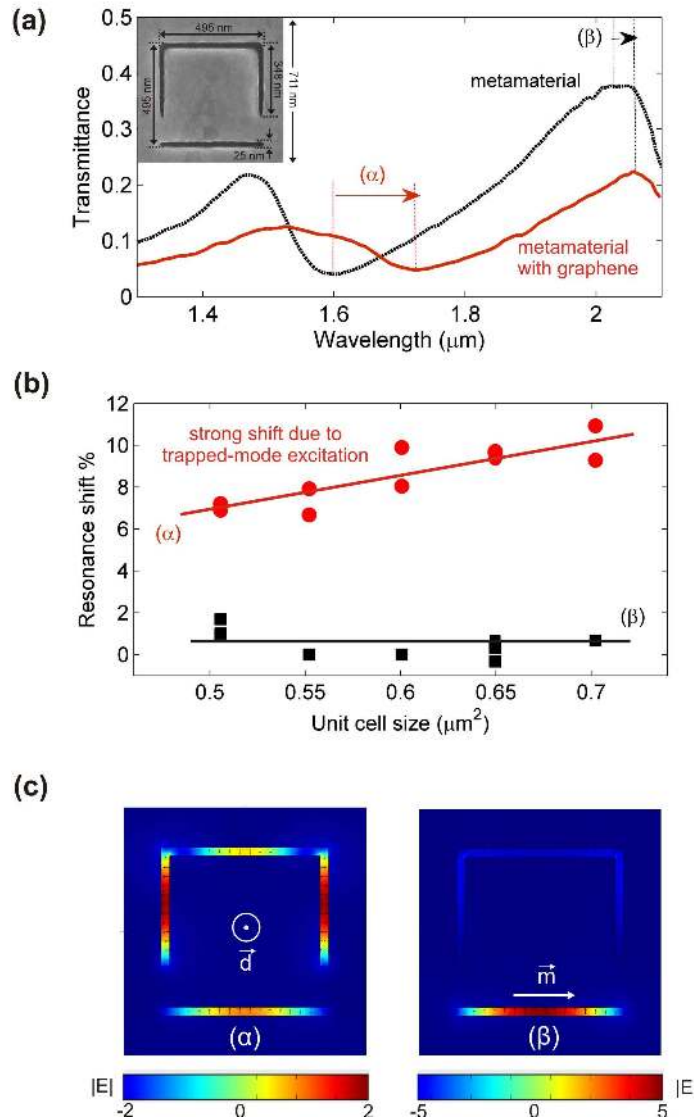 (a)
495 nm
495 nm
348 nm
711 nm
25 nm
(β)
metamaterial
(α)
metamaterial
with graphene
Transmittance
0.5
0.4
0.3
0.2
0.1
0
1.4
1.6
1.8
2
Wavelength (μm)
(b)
Resonance shift %
12
10
8
6
4
2
0
strong shift due to
trapped-mode excitation
(α)
(β)
0.5
0.55
0.6
0.65
0.7
Unit cell size (μm²)
(c)
d
(α)
m
(β)
|E|
-2
0
2
-5
0
5
|E